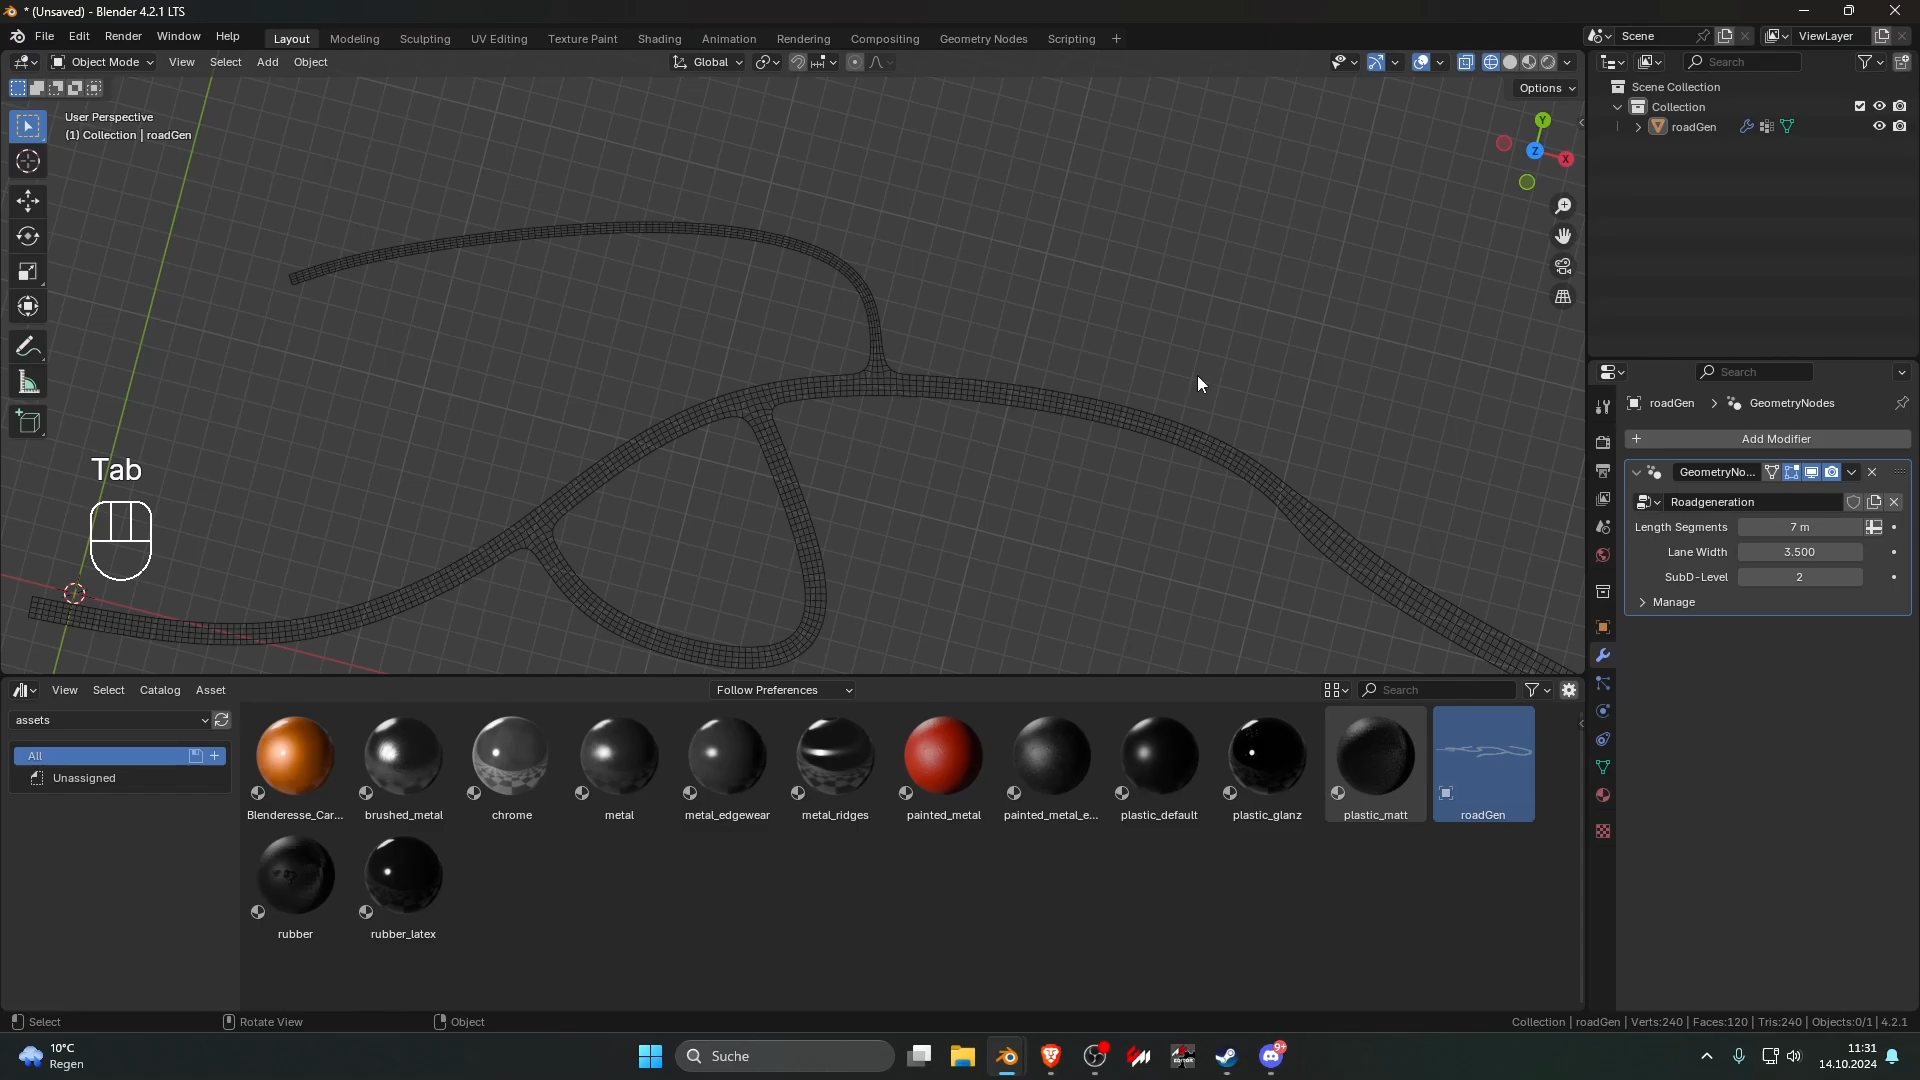 * (Unsaved) - Blender 4.2.1 LTS
File Edit Render Window Help
Layout Modeling Sculpting UV Editing Texture Paint Shading Animation Rendering Compositing Geometry Nodes Scripting +
Scene ViewLayer
Object Mode View Select Add Object
Global
Search
Options
Scene Collection
Collection
roadGen
User Perspective
(1) Collection | roadGen
Y
Z
X
Tab
Search
roadGen > GeometryNodes
+ Add Modifier
GeometryNo...
Roadgeneration
Length Segments 7 m
Lane Width 3.500
SubD-Level 2
Manage
View Select Catalog Asset
Follow Preferences
Search
assets
All
Unassigned
Blenderesse_Car... brushed_metal chrome metal metal_edgewear metal_ridges painted_metal painted_metal_e... plastic_default plastic_glanz plastic_matt roadGen
rubber rubber_latex
Select Rotate View Object
Collection | roadGen | Verts:240 | Faces:120 | Tris:240 | Objects:0/1 | 4.2.1
10°C
Regen
Suche
EDITOR
9+
11:31
14.10.2024